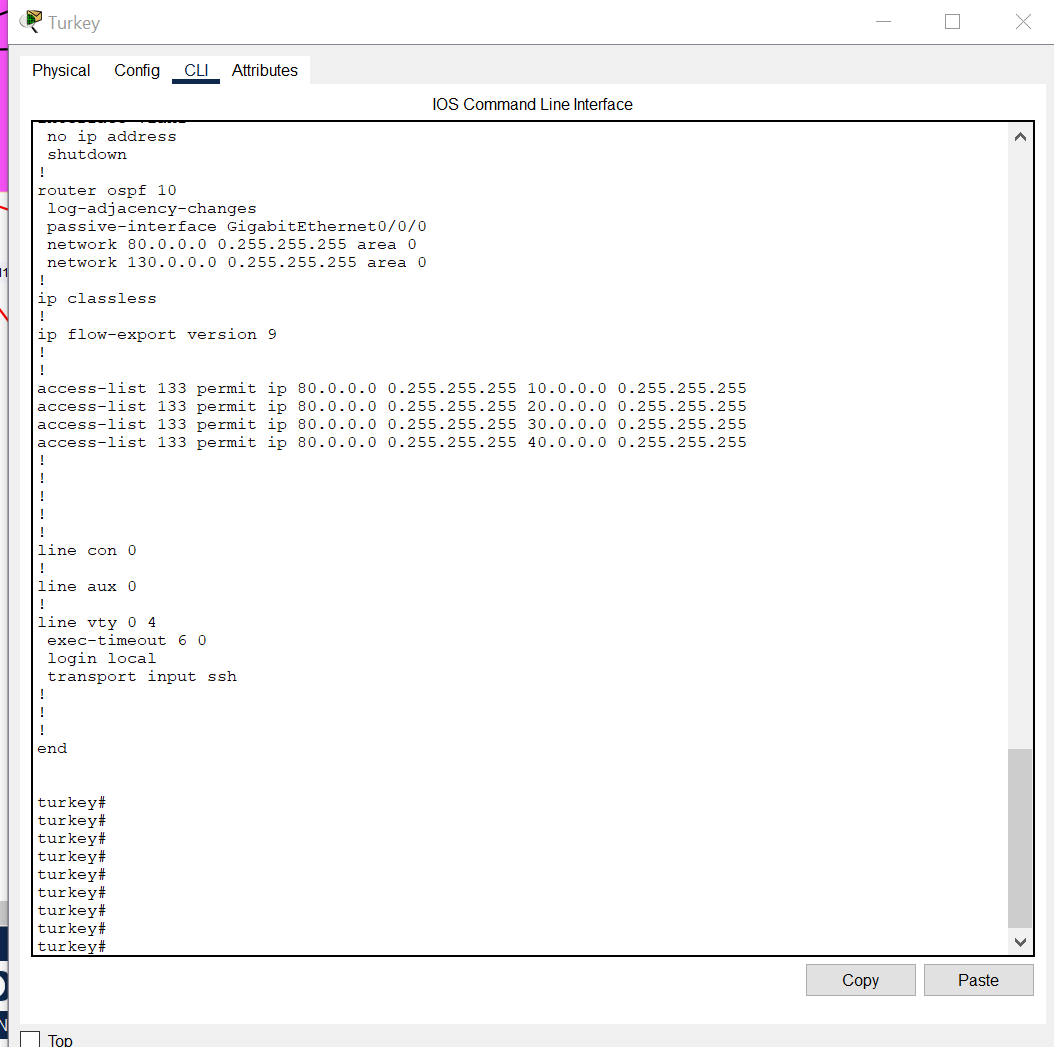 Turkey
Physical Config CLI Attributes
IOS Command Line Interface
no ip address
shutdown
!
router ospf 10
log-adjacency-changes
passive-interface GigabitEthernet0/0/0
network 80.0.0.0 0.255.255.255 area 0
network 130.0.0.0 0.255.255.255 area 0
!
ip classless
!
ip flow-export version 9
!
!
access-list 133 permit ip 80.0.0.0 0.255.255.255 10.0.0.0 0.255.255.255
access-list 133 permit ip 80.0.0.0 0.255.255.255 20.0.0.0 0.255.255.255
access-list 133 permit ip 80.0.0.0 0.255.255.255 30.0.0.0 0.255.255.255
access-list 133 permit ip 80.0.0.0 0.255.255.255 40.0.0.0 0.255.255.255
!
!
!
!
!
line con 0
!
line aux 0
!
line vty 0 4
exec-timeout 6 0
login local
transport input ssh
!
!
!
end
turkey#
turkey#
turkey#
turkey#
turkey#
turkey#
turkey#
turkey#
turkey#
Copy Paste
Top